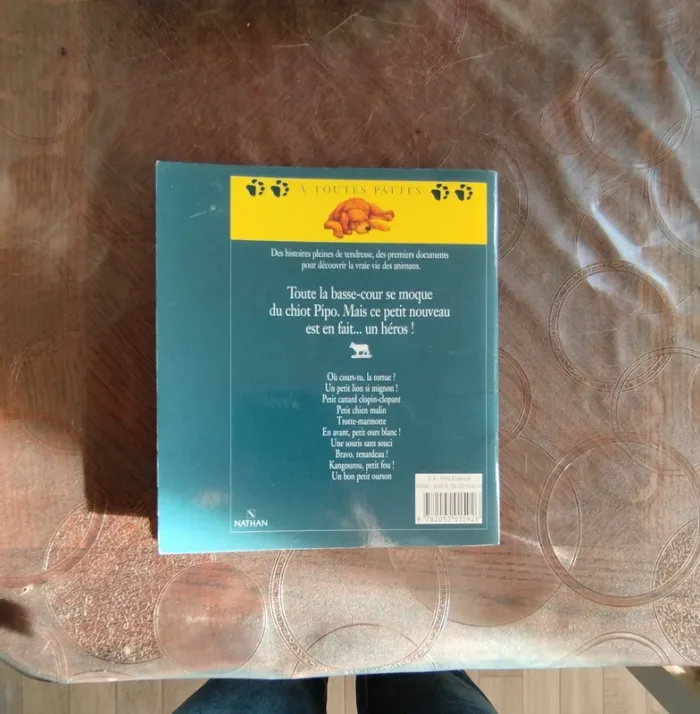 À TOUTES PATTES
Des histoires pleines de tendresse, des premiers documents
pour découvrir la vraie vie des animaux.
Toute la basse-cour se moque
du chiot Pipo. Mais ce petit nouveau
est en fait... un héros !
Où cours-tu, la tortue ?
Un petit lion si mignon !
Petit canard clopin-clopant
Petit chien malin
Trotte-marmotte
En avant, petit ours blanc !
Une souris sans souci
Bravo, renardeau !
Kangourou, petit fou !
Un bon petit ourson
NATHAN